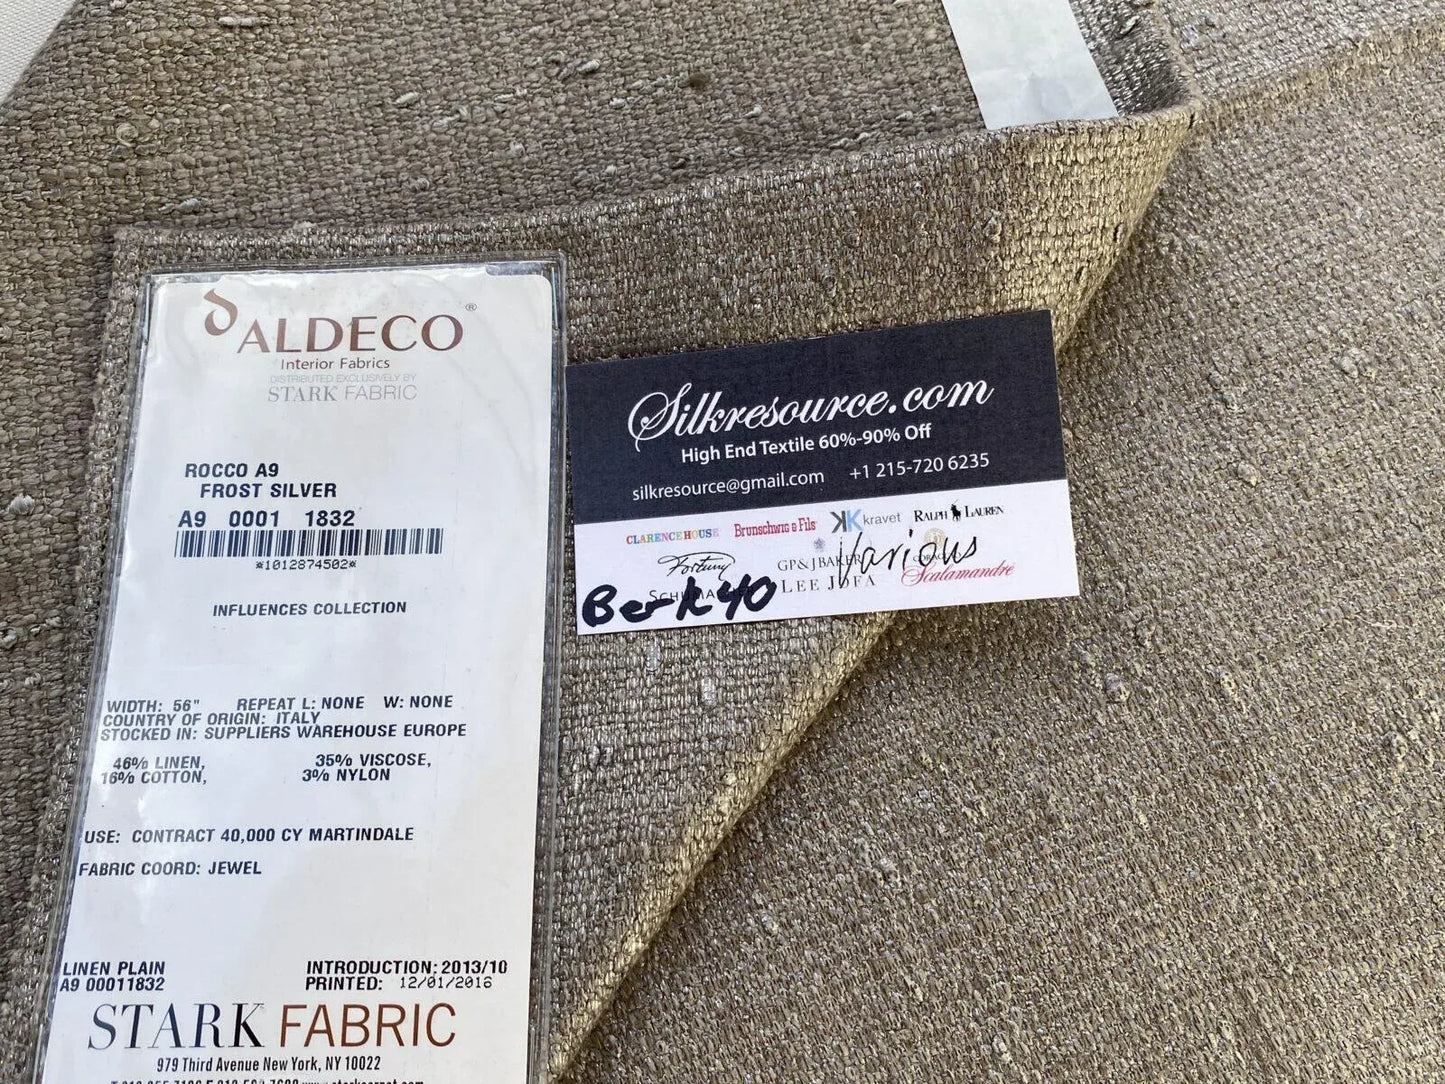 ALDECO®
Interior Fabrics
DISTRIBUTED EXCLUSIVELY BY
STARK FABRIC
ROCCO A9
FROST SILVER
A9 0001 1832
*1012874502*
INFLUENCES COLLECTION
WIDTH: 56" REPEAT L: NONE W: NONE
COUNTRY OF ORIGIN: ITALY
STOCKED IN: SUPPLIERS WAREHOUSE EUROPE
46% LINEN, 35% VISCOSE,
16% COTTON, 3% NYLON
USE: CONTRACT 40,000 CY MARTINDALE
FABRIC COORD: JEWEL
LINEN PLAIN INTRODUCTION: 2013/10
A9 00011832 PRINTED: 12/01/2016
STARK FABRIC
979 Third Avenue New York, NY 10022
Silkresource.com
High End Textile 60%-90% Off
silkresource@gmail.com +1 215-720 6235
CLARENCE HOUSE Brunschwig & Fils kravet RALPH LAUREN
Fortuny GP & J BAKER Various
SCHUMACHER LEE JOFA Scalamandré